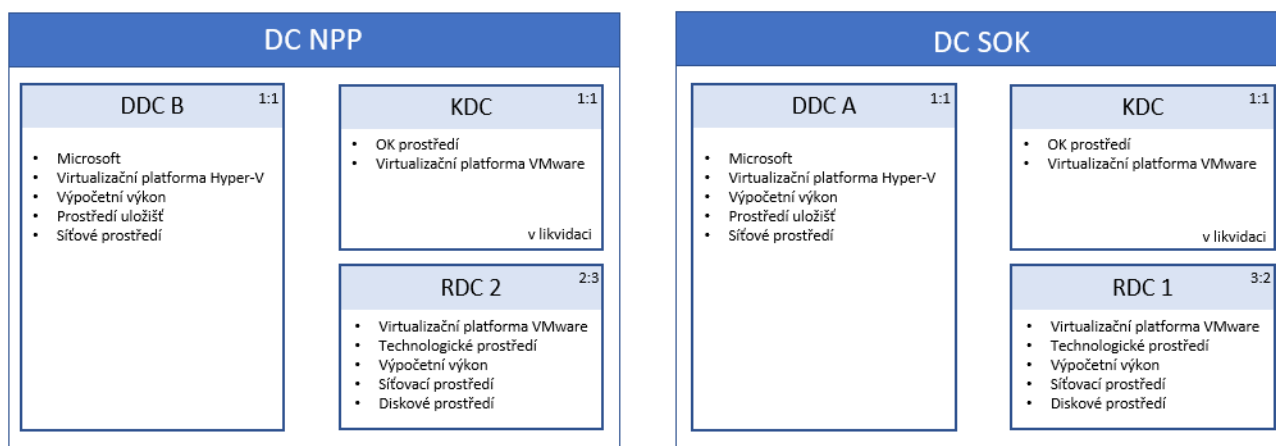 DC NPP
DDC B 1:1
• Microsoft
• Virtualizační platforma Hyper-V
• Výpočetní výkon
• Prostředí uložišť
• Síťové prostředí
KDC 1:1
• OK prostředí
• Virtualizační platforma VMware
v likvidaci
RDC 2 2:3
• Virtualizační platforma VMware
• Technologické prostředí
• Výpočetní výkon
• Síťovací prostředí
• Diskové prostředí
DC SOK
DDC A 1:1
• Microsoft
• Virtualizační platforma Hyper-V
• Výpočetní výkon
• Prostředí uložišť
• Síťové prostředí
KDC 1:1
• OK prostředí
• Virtualizační platforma VMware
v likvidaci
RDC 1 3:2
• Virtualizační platforma VMware
• Technologické prostředí
• Výpočetní výkon
• Síťovací prostředí
• Diskové prostředí